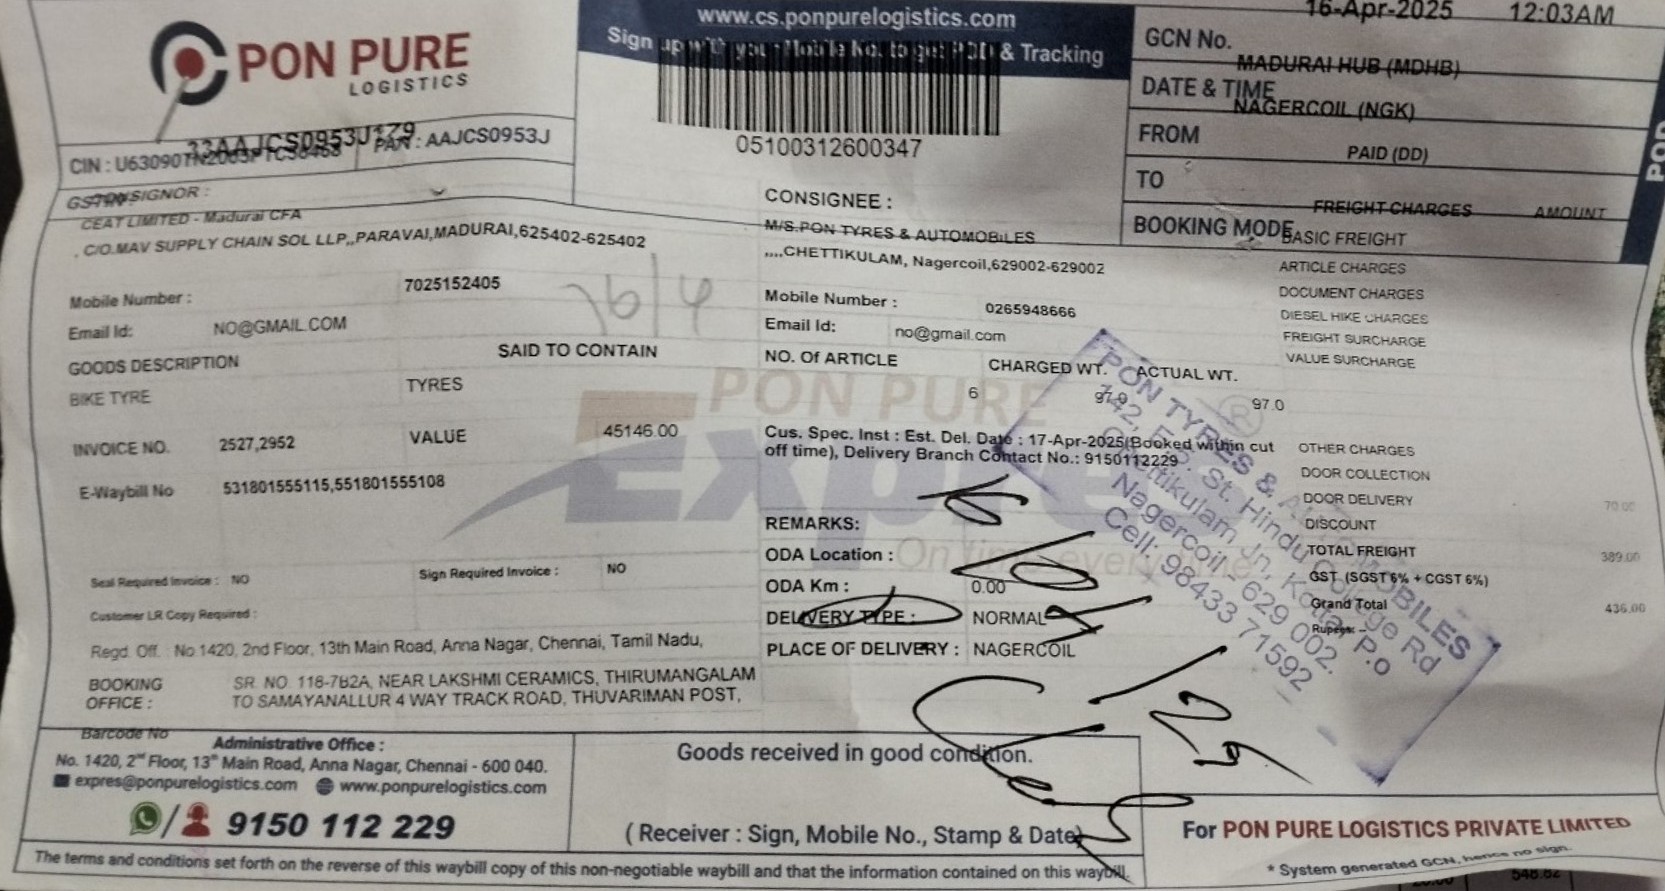 PON PURE
LOGISTICS
www.cs.ponpurelogistics.com
Sign up with your Mobile No. to get POD & Tracking
05100312600347
16-Apr-2025 12:03AM
GCN No.
MADURAI HUB (MDHB)
DATE & TIME
NAGERCOIL (NGK)
FROM
PAID (DD)
TO
FREIGHT CHARGES AMOUNT
BOOKING MODE
POD
33AAJCS0953J1Z9
CIN : U63090TN2005PTC58468 PAN : AAJCS0953J
CONSIGNOR :
CEAT LIMITED - Madurai CFA
, C/O.MAV SUPPLY CHAIN SOL LLP,,PARAVAI,MADURAI,625402-625402
Mobile Number : 7025152405
Email Id: NO@GMAIL.COM
16/4
CONSIGNEE :
M/S.PON TYRES & AUTOMOBILES
,,,,CHETTIKULAM, Nagercoil,629002-629002
Mobile Number : 0265948666
Email Id: no@gmail.com
BASIC FREIGHT
ARTICLE CHARGES
DOCUMENT CHARGES
DIESEL HIKE CHARGES
FREIGHT SURCHARGE
VALUE SURCHARGE
GOODS DESCRIPTION SAID TO CONTAIN
BIKE TYRE TYRES
NO. Of ARTICLE CHARGED WT. ACTUAL WT.
6 97.0 97.0
INVOICE NO. 2527,2952 VALUE 45146.00
E-Waybill No 531801555115,551801555108
Cus. Spec. Inst : Est. Del. Date : 17-Apr-2025(Booked within cut
off time), Delivery Branch Contact No.: 9150112229
PON PURE
Express
On time every time
OTHER CHARGES
DOOR COLLECTION
DOOR DELIVERY 70.00
DISCOUNT
TOTAL FREIGHT 389.00
GST (SGST 6% + CGST 6%)
Grand Total 436.00
Rupees: --
REMARKS:
ODA Location :
ODA Km : 0.00
DELIVERY TYPE : NORMAL
PLACE OF DELIVERY : NAGERCOIL
Seal Required Invoice : NO Sign Required Invoice : NO
Customer LR Copy Required :
Regd. Off. : No 1420, 2nd Floor, 13th Main Road, Anna Nagar, Chennai, Tamil Nadu,
BOOKING SR. NO. 118-7B2A, NEAR LAKSHMI CERAMICS, THIRUMANGALAM
OFFICE : TO SAMAYANALLUR 4 WAY TRACK ROAD, THUVARIMAN POST,
PON TYRES & AUTOMOBILES
742, E6, St. Hindu College Rd
Chettikulam Jn, Kottar P.o
Nagercoil - 629 002.
Cell: 98433 71592
Barcode No
Administrative Office :
No. 1420, 2nd Floor, 13th Main Road, Anna Nagar, Chennai - 600 040.
expres@ponpurelogistics.com www.ponpurelogistics.com
9150 112 229
Goods received in good condition.
( Receiver : Sign, Mobile No., Stamp & Date)
For PON PURE LOGISTICS PRIVATE LIMITED
* System generated GCN, hence no sign.
The terms and conditions set forth on the reverse of this waybill copy of this non-negotiable waybill and that the information contained on this waybill.
548.62